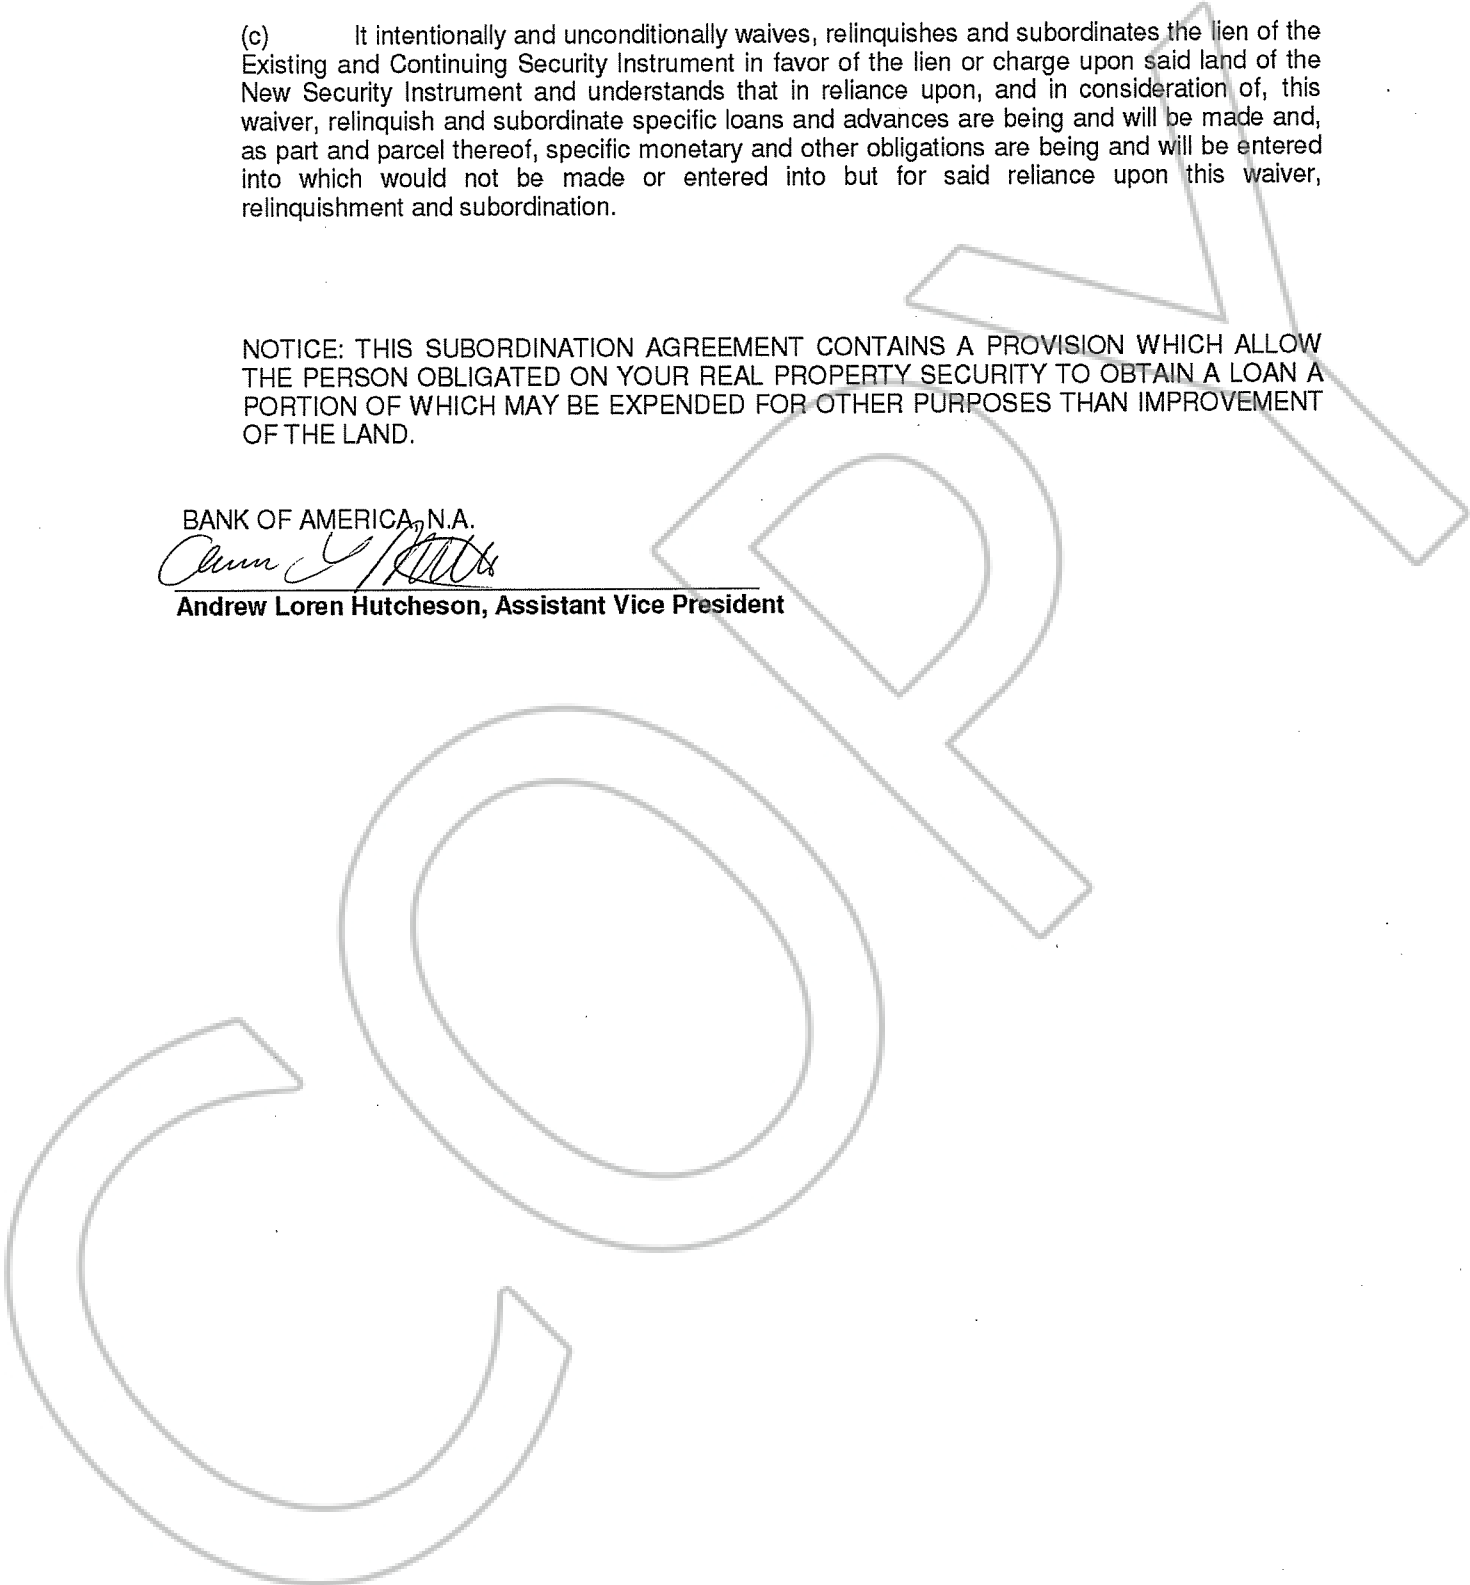 (c) It intentionally and unconditionally waives, relinquishes and subordinates the lien of the
Existing and Continuing Security Instrument in favor of the lien or charge upon said land of the
New Security Instrument and understands that in reliance upon, and in consideration of, this
waiver, relinquish and subordinate specific loans and advances are being and will be made and,
as part and parcel thereof, specific monetary and other obligations are being and will be entered
into which would not be made or entered into but for said reliance upon this waiver,
relinquishment and subordination.
NOTICE: THIS SUBORDINATION AGREEMENT CONTAINS A PROVISION WHICH ALLOW
THE PERSON OBLIGATED ON YOUR REAL PROPERTY SECURITY TO OBTAIN A LOAN A
PORTION OF WHICH MAY BE EXPENDED FOR OTHER PURPOSES THAN IMPROVEMENT
OF THE LAND.
BANK OF AMERICA, N.A.
Andrew Loren Hutcheson, Assistant Vice President
COPY